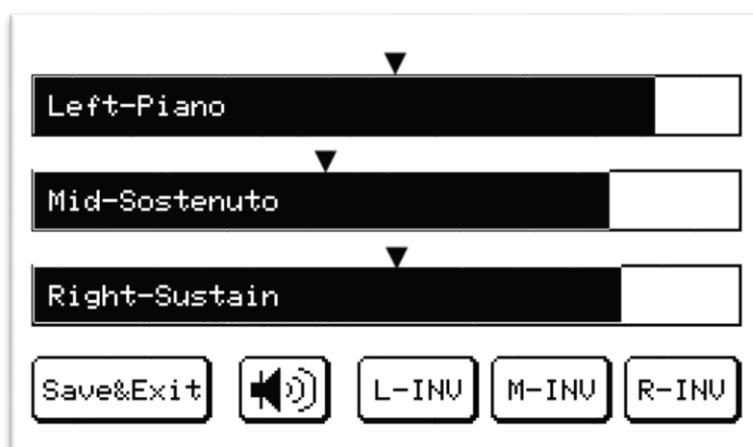 Left-Piano
Mid-Sostenuto
Right-Sustain
Save&Exit L-INV M-INV R-INV